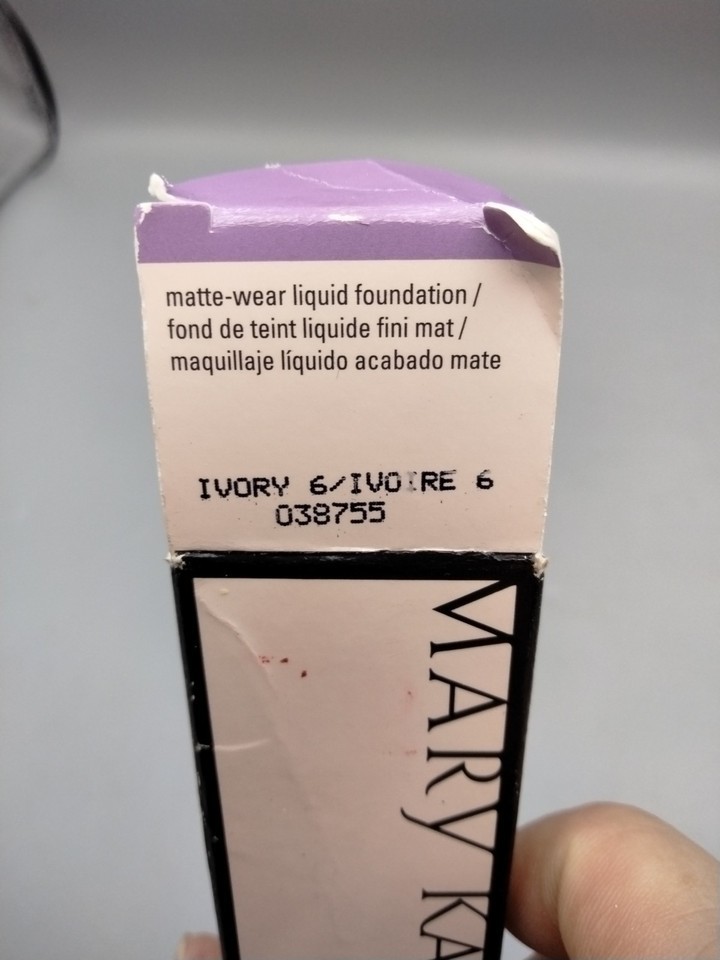 matte-wear liquid foundation /
fond de teint liquide fini mat /
maquillaje líquido acabado mate
IVORY 6/IVOIRE 6
038755
MARY KA